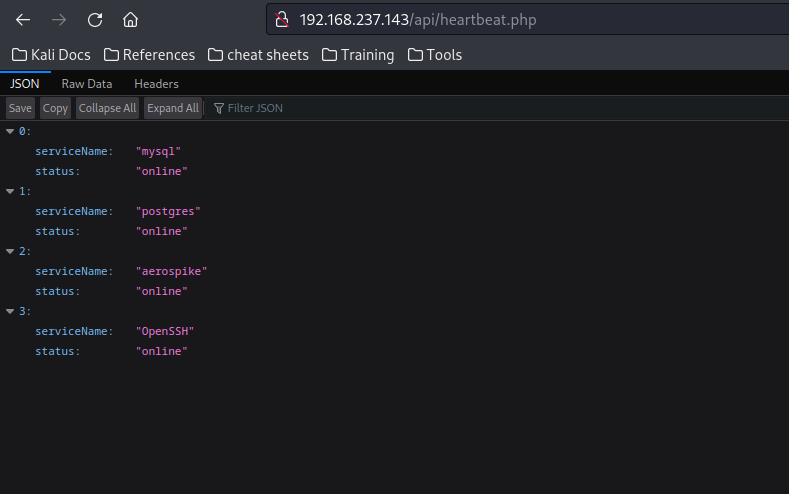 192.168.237.143/api/heartbeat.php
Kali Docs References cheat sheets Training Tools
JSON Raw Data Headers
Save Copy Collapse All Expand All Filter JSON
0:
serviceName: "mysql"
status: "online"
1:
serviceName: "postgres"
status: "online"
2:
serviceName: "aerospike"
status: "online"
3:
serviceName: "OpenSSH"
status: "online"